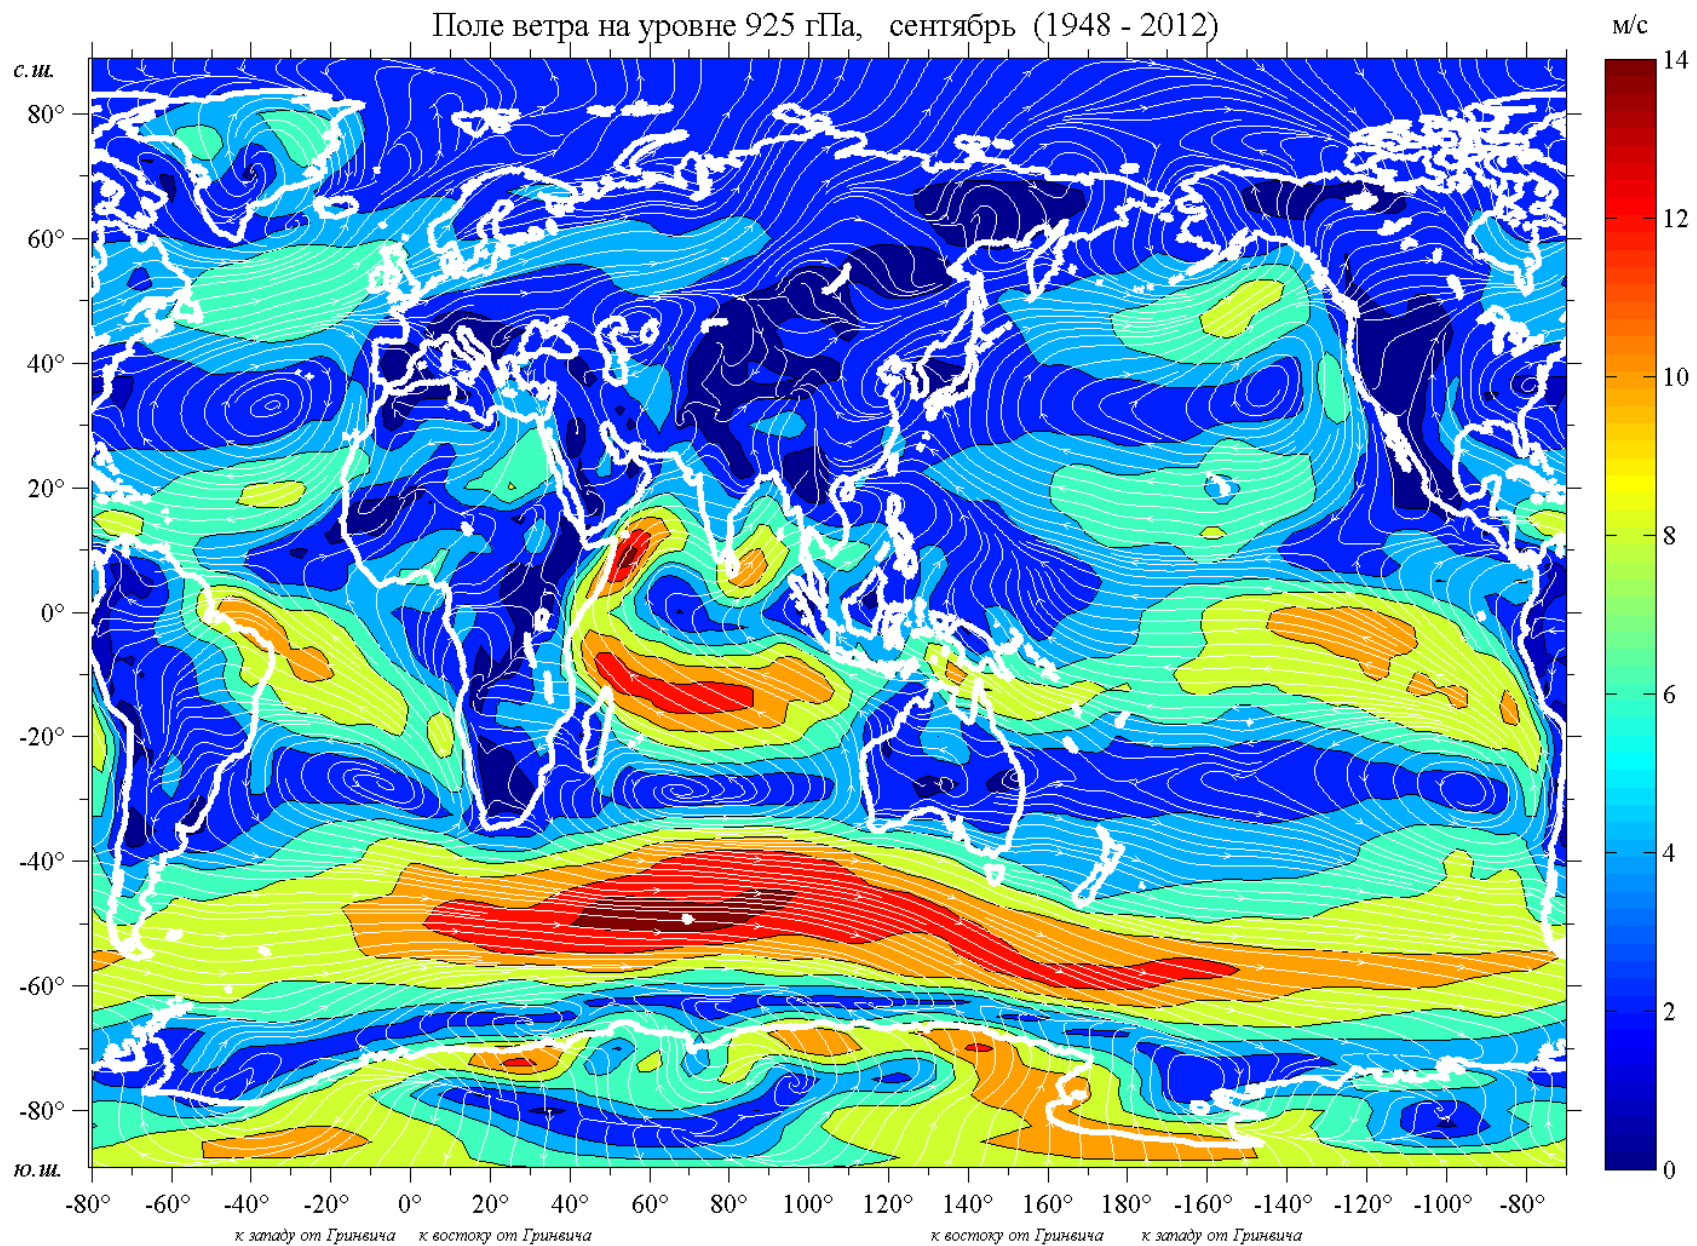 Поле ветра на уровне 925 гПа, сентябрь (1948 - 2012)
м/с
с.ш.
80°
60°
40°
20°
0°
-20°
-40°
-60°
-80°
ю.ш.
14
12
10
8
6
4
2
0
-80° -60° -40° -20° 0° 20° 40° 60° 80° 100° 120° 140° 160° 180° -160° -140° -120° -100° -80°
к западу от Гринвича к востоку от Гринвича к востоку от Гринвича к западу от Гринвича